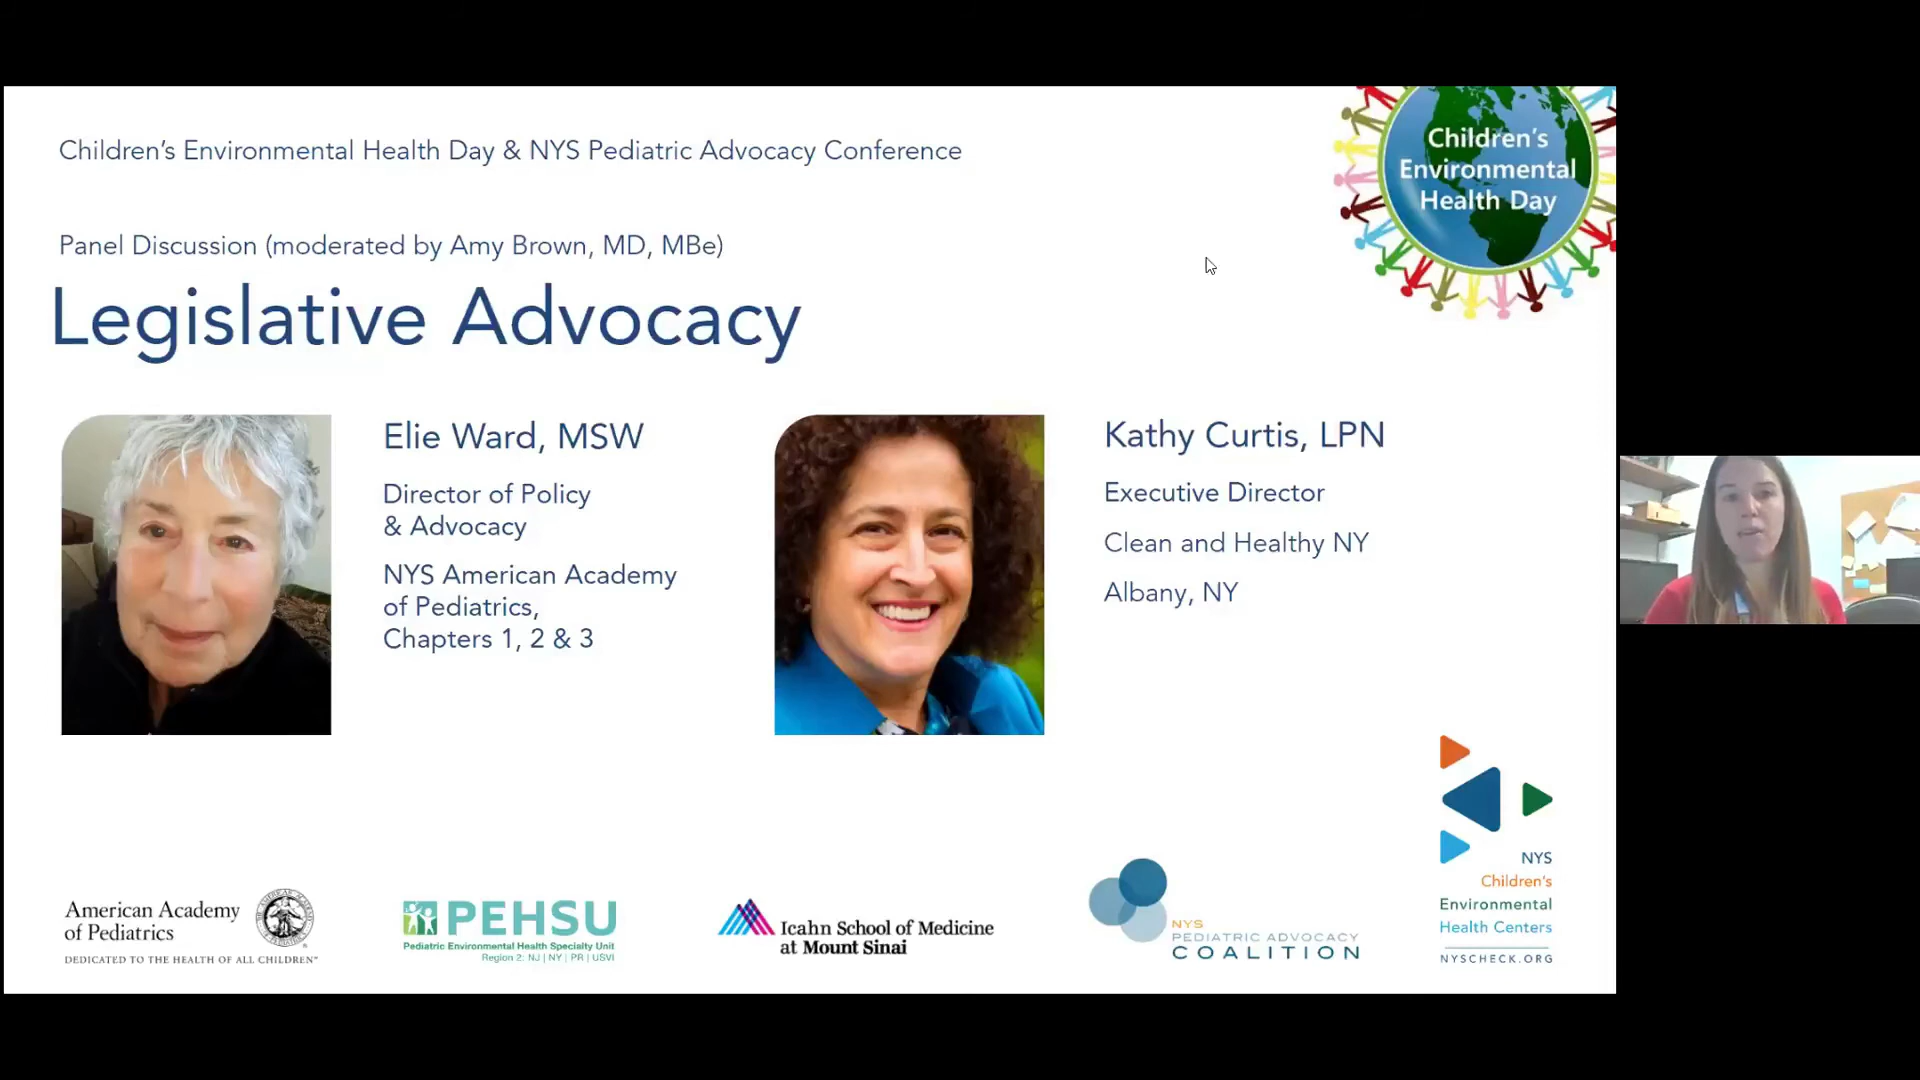 Children's Environmental Health Day & NYS Pediatric Advocacy Conference
Children's
Environmental
Health Day
Panel Discussion (moderated by Amy Brown, MD, MBe)
Legislative Advocacy
Elie Ward, MSW
Director of Policy
& Advocacy
NYS American Academy
of Pediatrics,
Chapters 1, 2 & 3
Kathy Curtis, LPN
Executive Director
Clean and Healthy NY
Albany, NY
American Academy
of Pediatrics
DEDICATED TO THE HEALTH OF ALL CHILDREN™
PEHSU
Pediatric Environmental Health Specialty Unit
Region 2: NJ | NY | PR | USVI
Icahn School of Medicine
at Mount Sinai
NYS
PEDIATRIC ADVOCACY
COALITION
NYS
Children's
Environmental
Health Centers
NYSCHECK.ORG